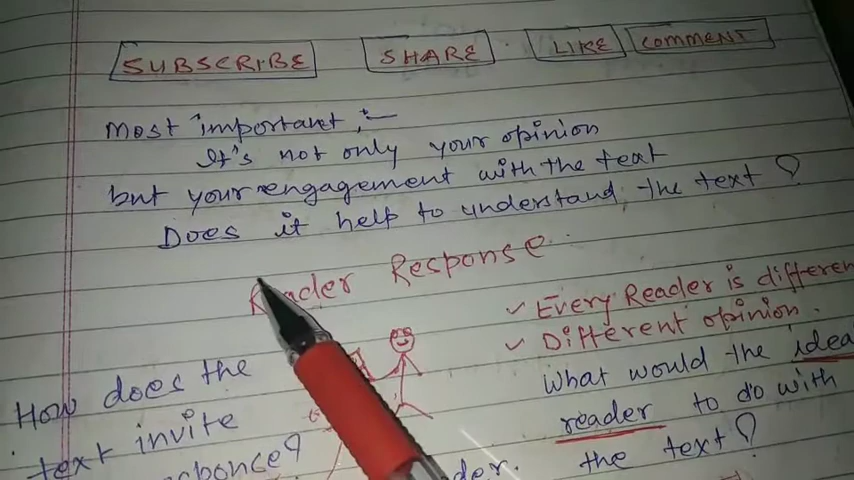 SUBSCRIBE SHARE LIKE COMMENT
Most important :-
It's not only your opinion
but your engagement with the text
Does it help to understand the text ?
Reader Response
✓ Every Reader is differen
✓ Different opinion.
How does the
text invite
sponce?
What would the idea
reader to do with
the text?
der.